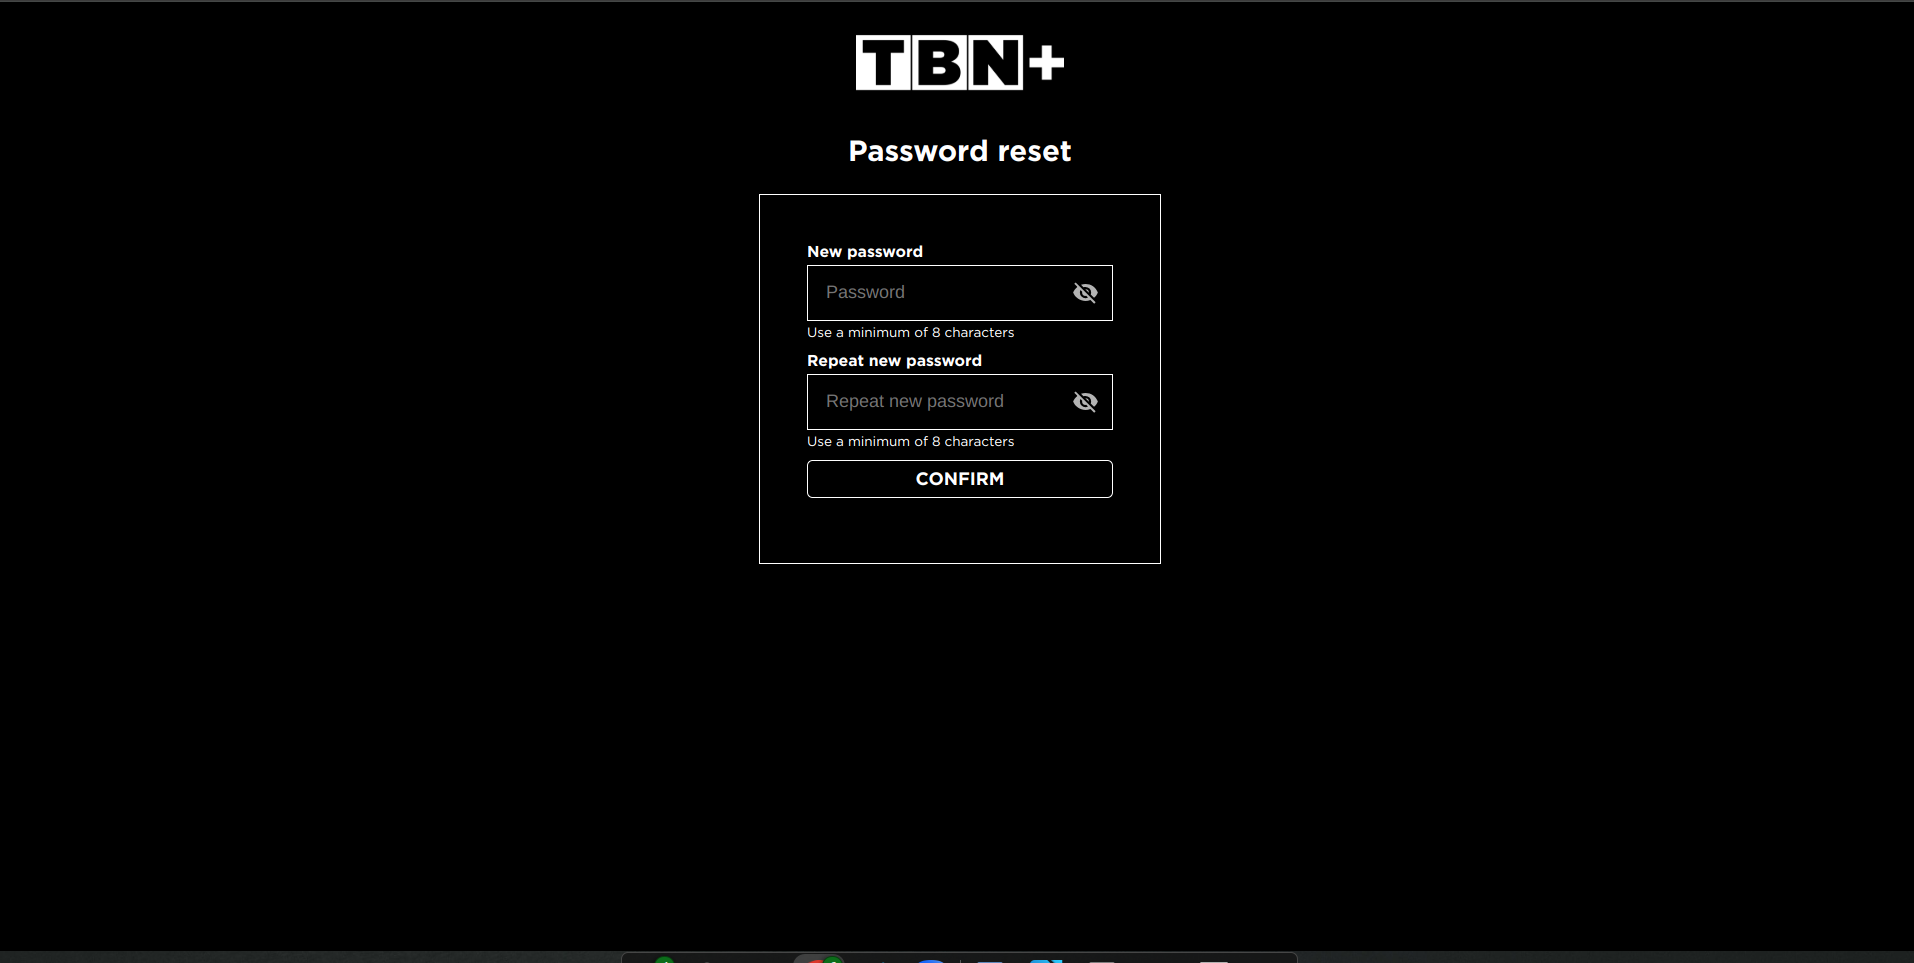 TBN+
Password reset
New password
Password
Use a minimum of 8 characters
Repeat new password
Repeat new password
Use a minimum of 8 characters
CONFIRM